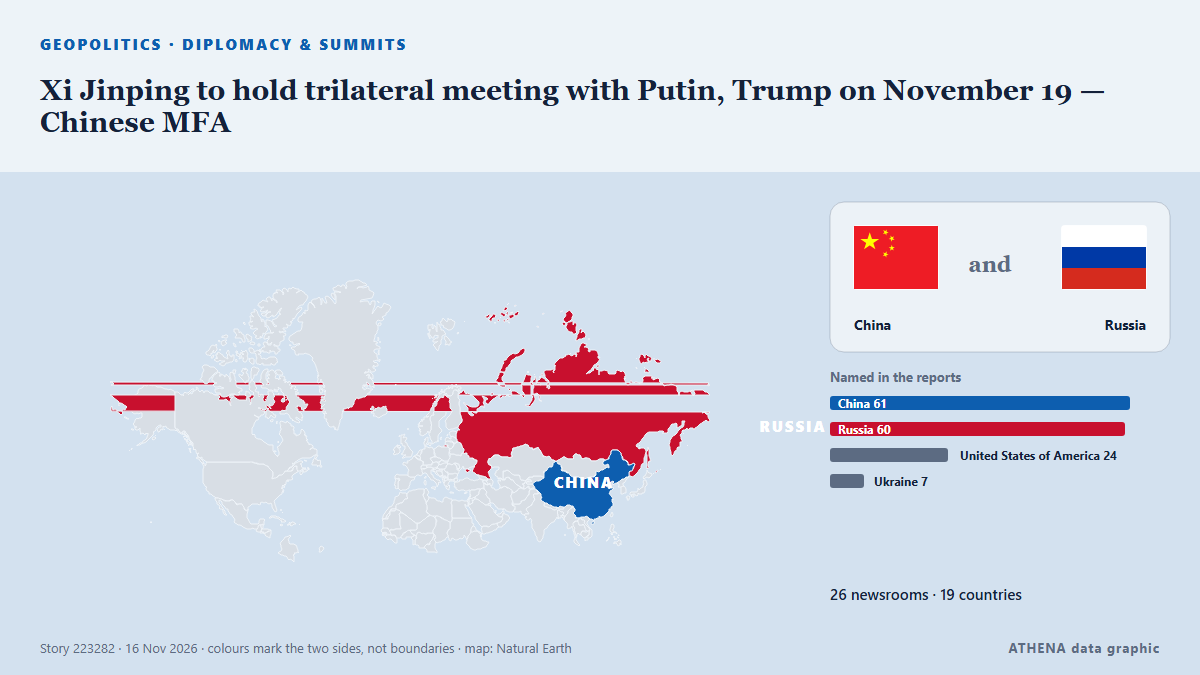 GEOPOLITICS · DIPLOMACY & SUMMITS
Xi Jinping to hold trilateral meeting with Putin, Trump on November 19 —
Chinese MFA
and
China
Russia
Named in the reports
China 61
RUSSIA
Russia 60
United States of America 24
Ukraine 7
CHINA
26 newsrooms · 19 countries
Story 223282 · 16 Nov 2026 · colours mark the two sides, not boundaries · map: Natural Earth
ATHENA data graphic